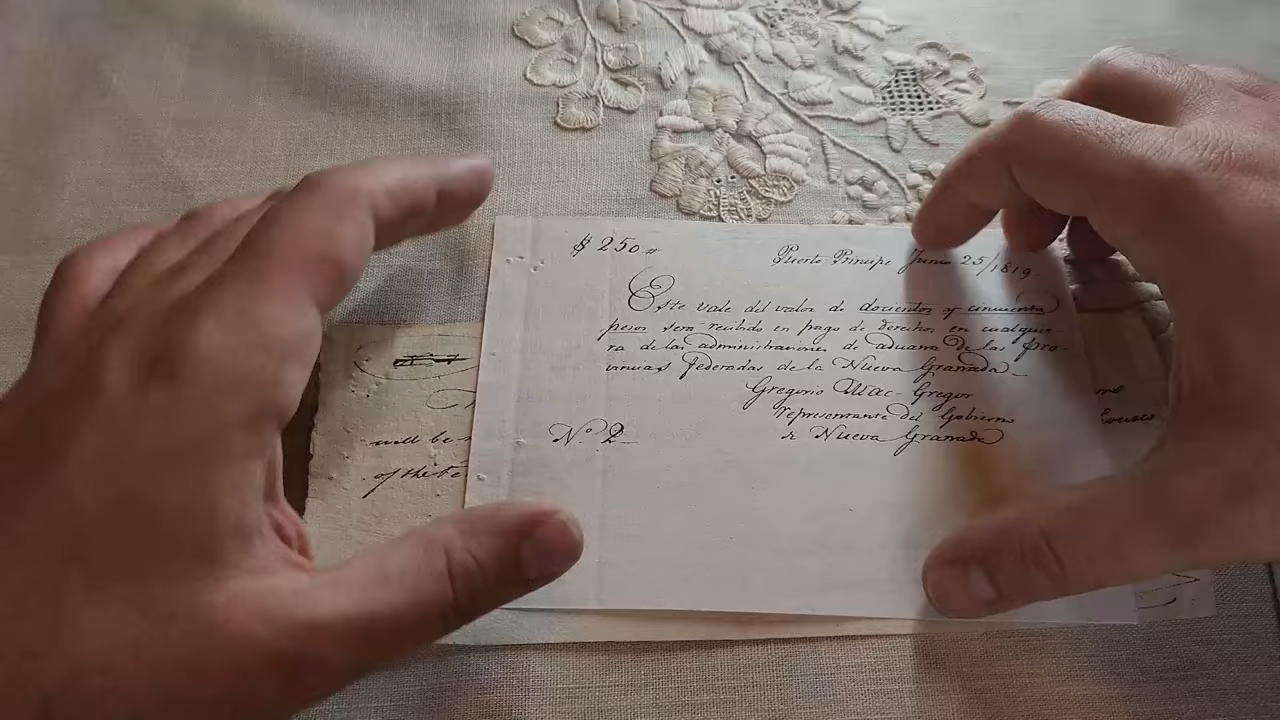 $ 250
Puerto Principe Junio 25/1819.
Este vale del valor de docientos y cincuenta
pesos sera recibido en pago de derechos en cualquie-
ra de las administraciones de aduana de las pro-
vincias federadas de la Nueva Granada
Gregorio Mac-Gregor
representante del Gobierno
de Nueva Granada
Nº 2
will be
of the